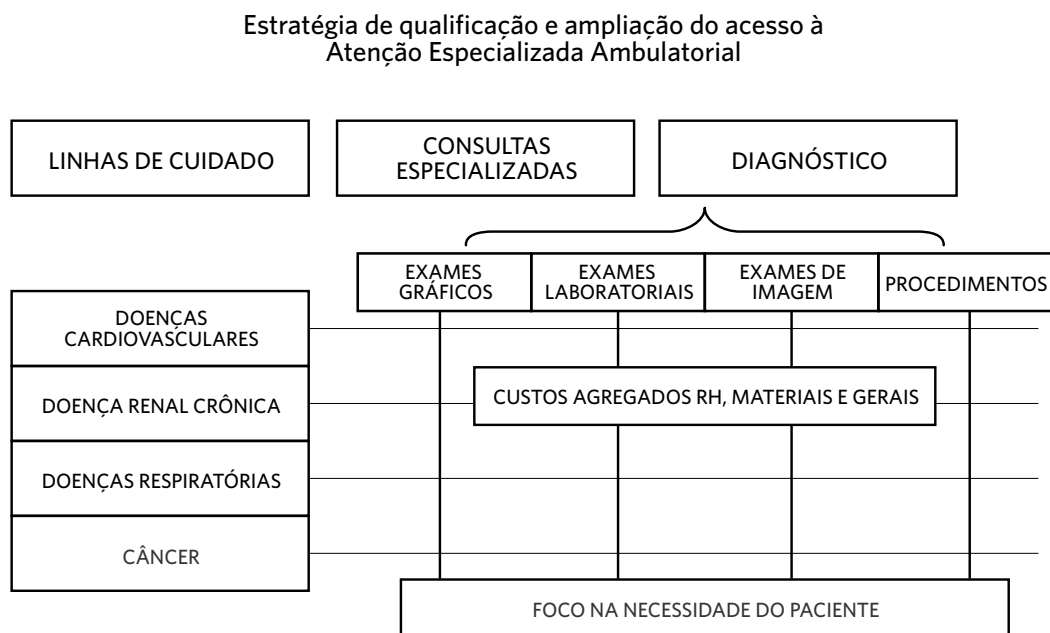 Estratégia de qualificação e ampliação do acesso à
Atenção Especializada Ambulatorial
LINHAS DE CUIDADO
CONSULTAS
ESPECIALIZADAS
DIAGNÓSTICO
EXAMES
GRÁFICOS
EXAMES
LABORATORIAIS
EXAMES DE
IMAGEM
PROCEDIMENTOS
DOENÇAS
CARDIOVASCULARES
DOENÇA RENAL CRÔNICA
CUSTOS AGREGADOS RH, MATERIAIS E GERAIS
DOENÇAS RESPIRATÓRIAS
CÂNCER
FOCO NA NECESSIDADE DO PACIENTE